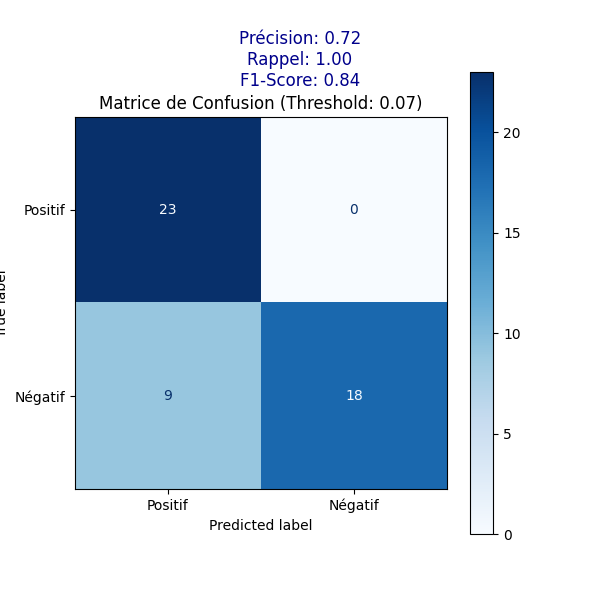 Précision: 0.72
Rappel: 1.00
F1-Score: 0.84
Matrice de Confusion (Threshold: 0.07)
Positif
23
0
Négatif
9
18
Positif
Négatif
Predicted label
label
20
15
10
5
0